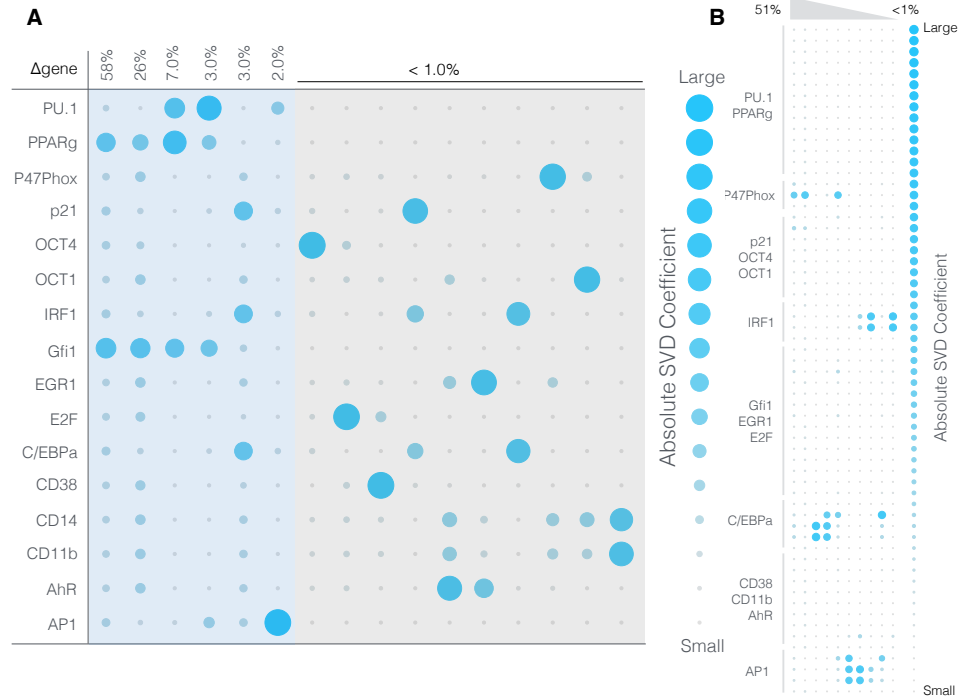 A
Δgene
58%
26%
7.0%
3.0%
3.0%
2.0%
< 1.0%
PU.1
PPARg
P47Phox
p21
OCT4
OCT1
IRF1
Gfi1
EGR1
E2F
C/EBPa
CD38
CD14
CD11b
AhR
AP1
Large
Absolute SVD Coefficient
Small
B
51%
<1%
PU.1
PPARg
P47Phox
p21
OCT4
OCT1
IRF1
Gfi1
EGR1
E2F
C/EBPa
CD38
CD11b
AhR
AP1
Large
Absolute SVD Coefficient
Small